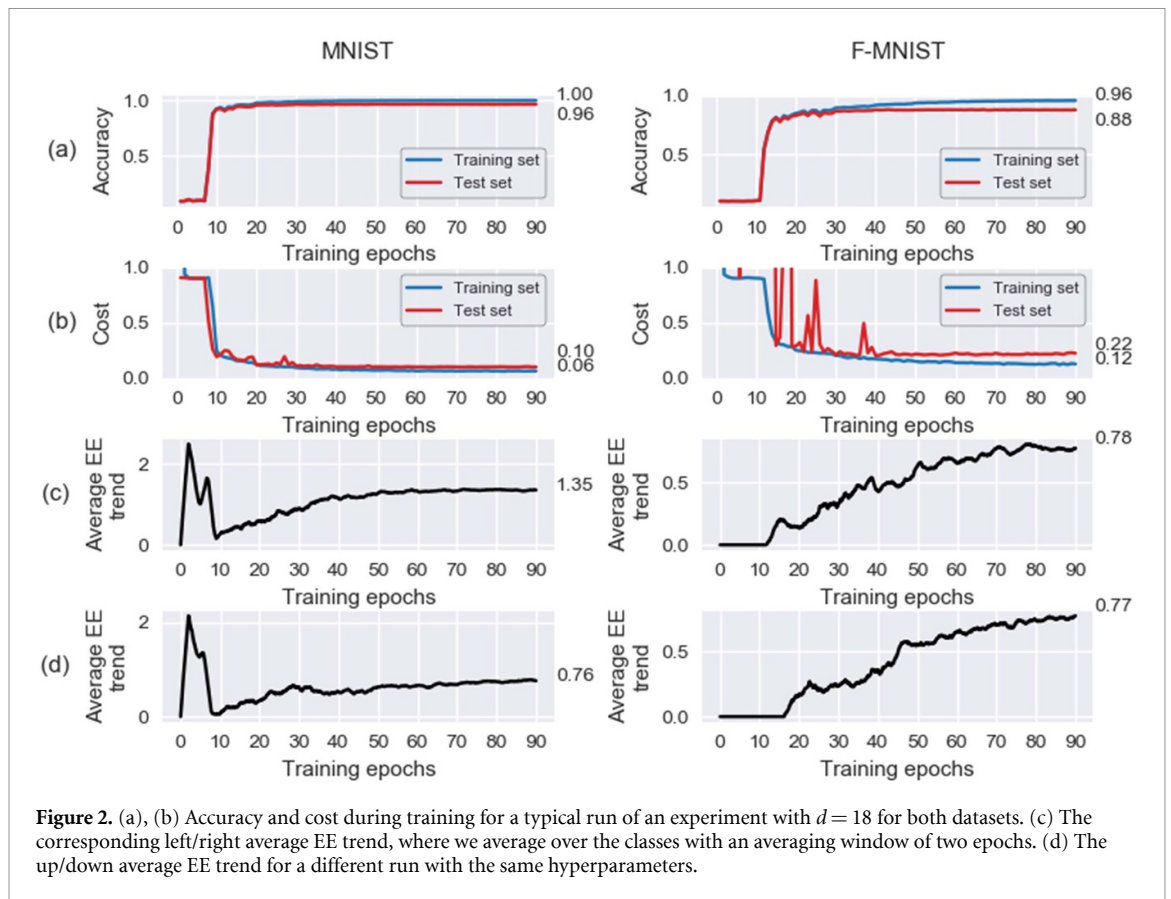 MNIST
F-MNIST
(a)
Accuracy
1.0
0.5
1.00
0.96
Training set
Test set
0 10 20 30 40 50 60 70 80 90
Training epochs
Accuracy
1.0
0.5
0.96
0.88
Training set
Test set
0 10 20 30 40 50 60 70 80 90
Training epochs
(b)
Cost
1.0
0.5
0.0
0.10
0.06
Training set
Test set
0 10 20 30 40 50 60 70 80 90
Training epochs
Cost
1.0
0.5
0.0
0.22
0.12
Training set
Test set
0 10 20 30 40 50 60 70 80 90
Training epochs
(c)
Average EE
trend
2
0
1.35
0 10 20 30 40 50 60 70 80 90
Training epochs
Average EE
trend
0.5
0.0
0.78
0 10 20 30 40 50 60 70 80 90
Training epochs
(d)
Average EE
trend
2
0
0.76
0 10 20 30 40 50 60 70 80 90
Training epochs
Average EE
trend
0.5
0.0
0.77
0 10 20 30 40 50 60 70 80 90
Training epochs
Figure 2. (a), (b) Accuracy and cost during training for a typical run of an experiment with d = 18 for both datasets. (c) The
corresponding left/right average EE trend, where we average over the classes with an averaging window of two epochs. (d) The
up/down average EE trend for a different run with the same hyperparameters.